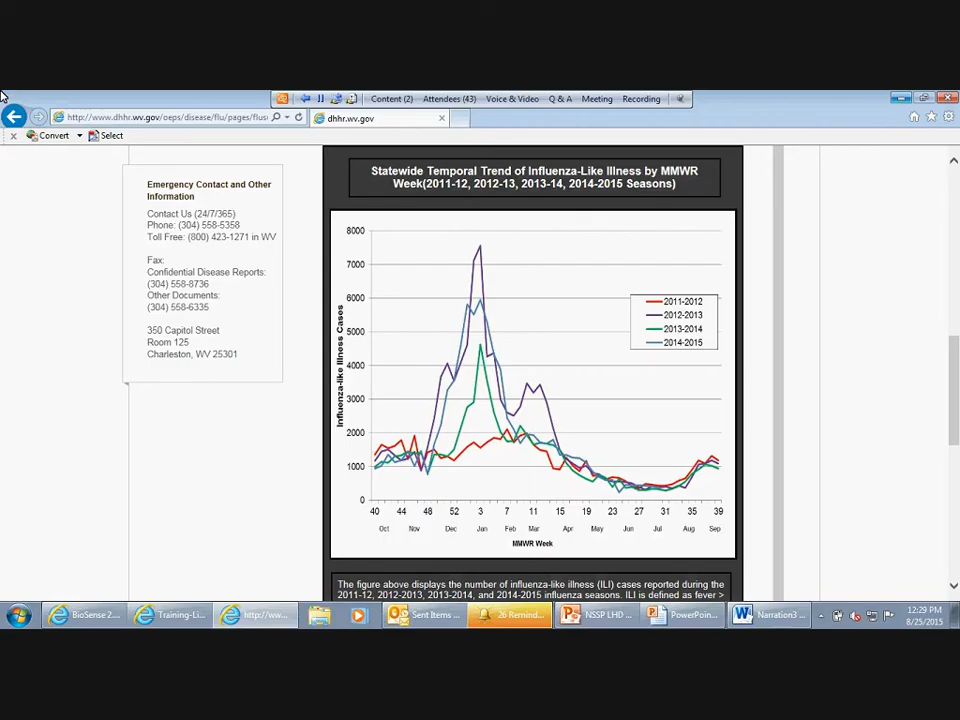 Content (2) Attendees (43) Voice & Video Q & A Meeting Recording
http://www.dhhr.wv.gov/oeps/disease/flu/pages/flus
dhhr.wv.gov
Convert Select
Emergency Contact and Other
Information
Contact Us (24/7/365)
Phone: (304) 558-5358
Toll Free: (800) 423-1271 in WV
Fax:
Confidential Disease Reports:
(304) 558-8736
Other Documents:
(304) 558-6335
350 Capitol Street
Room 125
Charleston, WV 25301
Statewide Temporal Trend of Influenza-Like Illness by MMWR
Week(2011-12, 2012-13, 2013-14, 2014-2015 Seasons)
Influenza-like Illness Cases
8000
7000
6000
5000
4000
3000
2000
1000
0
2011-2012
2012-2013
2013-2014
2014-2015
40 44 48 52 3 7 11 15 19 23 27 31 35 39
Oct Nov Dec Jan Feb Mar Apr May Jun Jul Aug Sep
MMWR Week
The figure above displays the number of influenza-like illness (ILI) cases reported during the
2011-12, 2012-2013, 2013-2014, and 2014-2015 influenza seasons. ILI is defined as fever >
BioSense 2... Training-Li... http://ww... Sent Items ... 26 Remind... NSSP LHD ... PowerPoin... Narration3...
12:29 PM
8/25/2015